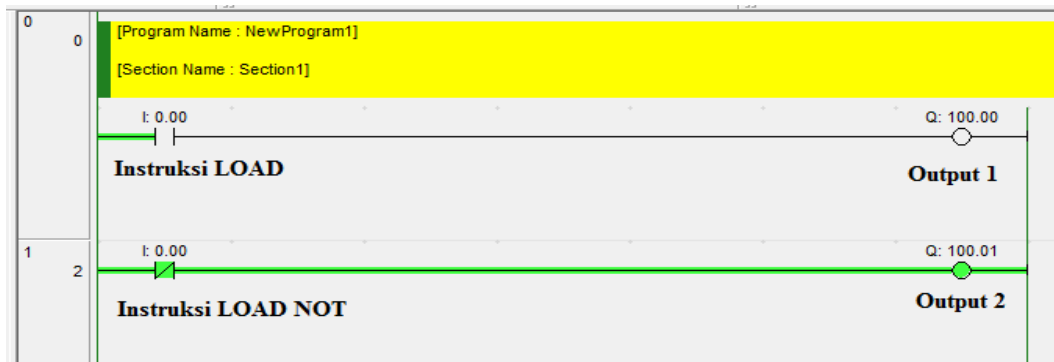 0
0
[Program Name : NewProgram1]
[Section Name : Section1]
I: 0.00
Q: 100.00
Instruksi LOAD
Output 1
1
2
I: 0.00
Q: 100.01
Instruksi LOAD NOT
Output 2